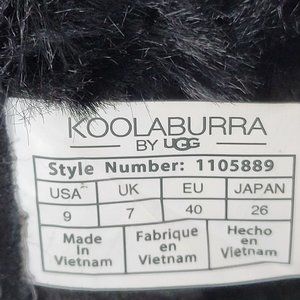 KOOLABURRA
BY UGG
Style Number: 1105889
USA UK EU JAPAN
9 7 40 26
Made Fabrique Hecho
In en en
Vietnam Vietnam Vietnam